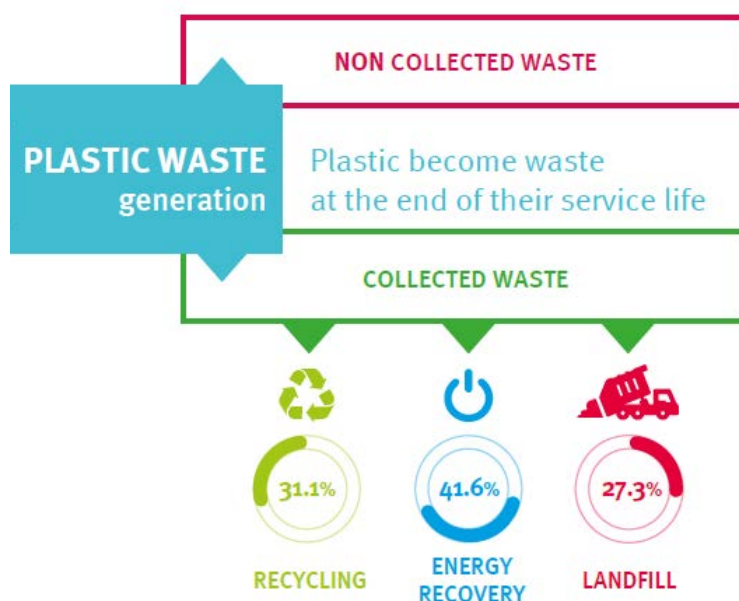 NON COLLECTED WASTE
PLASTIC WASTE
generation
Plastic become waste
at the end of their service life
COLLECTED WASTE
31.1%
41.6%
27.3%
RECYCLING
ENERGY
RECOVERY
LANDFILL